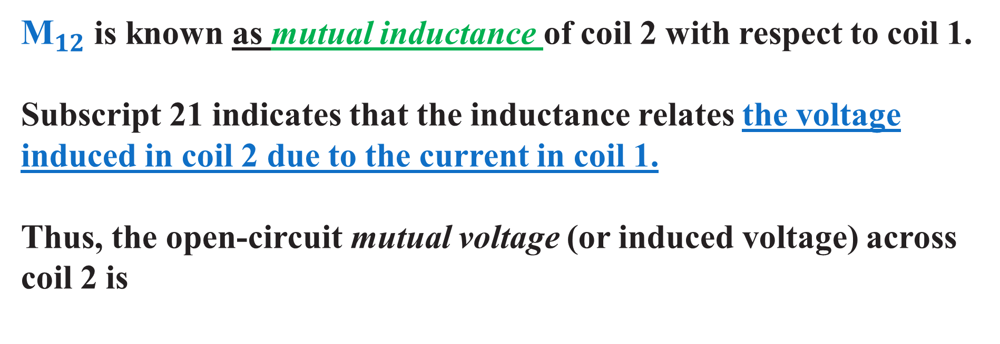 M₁₂ is known as mutual inductance of coil 2 with respect to coil 1.
Subscript 21 indicates that the inductance relates the voltage
induced in coil 2 due to the current in coil 1.
Thus, the open-circuit mutual voltage (or induced voltage) across
coil 2 is